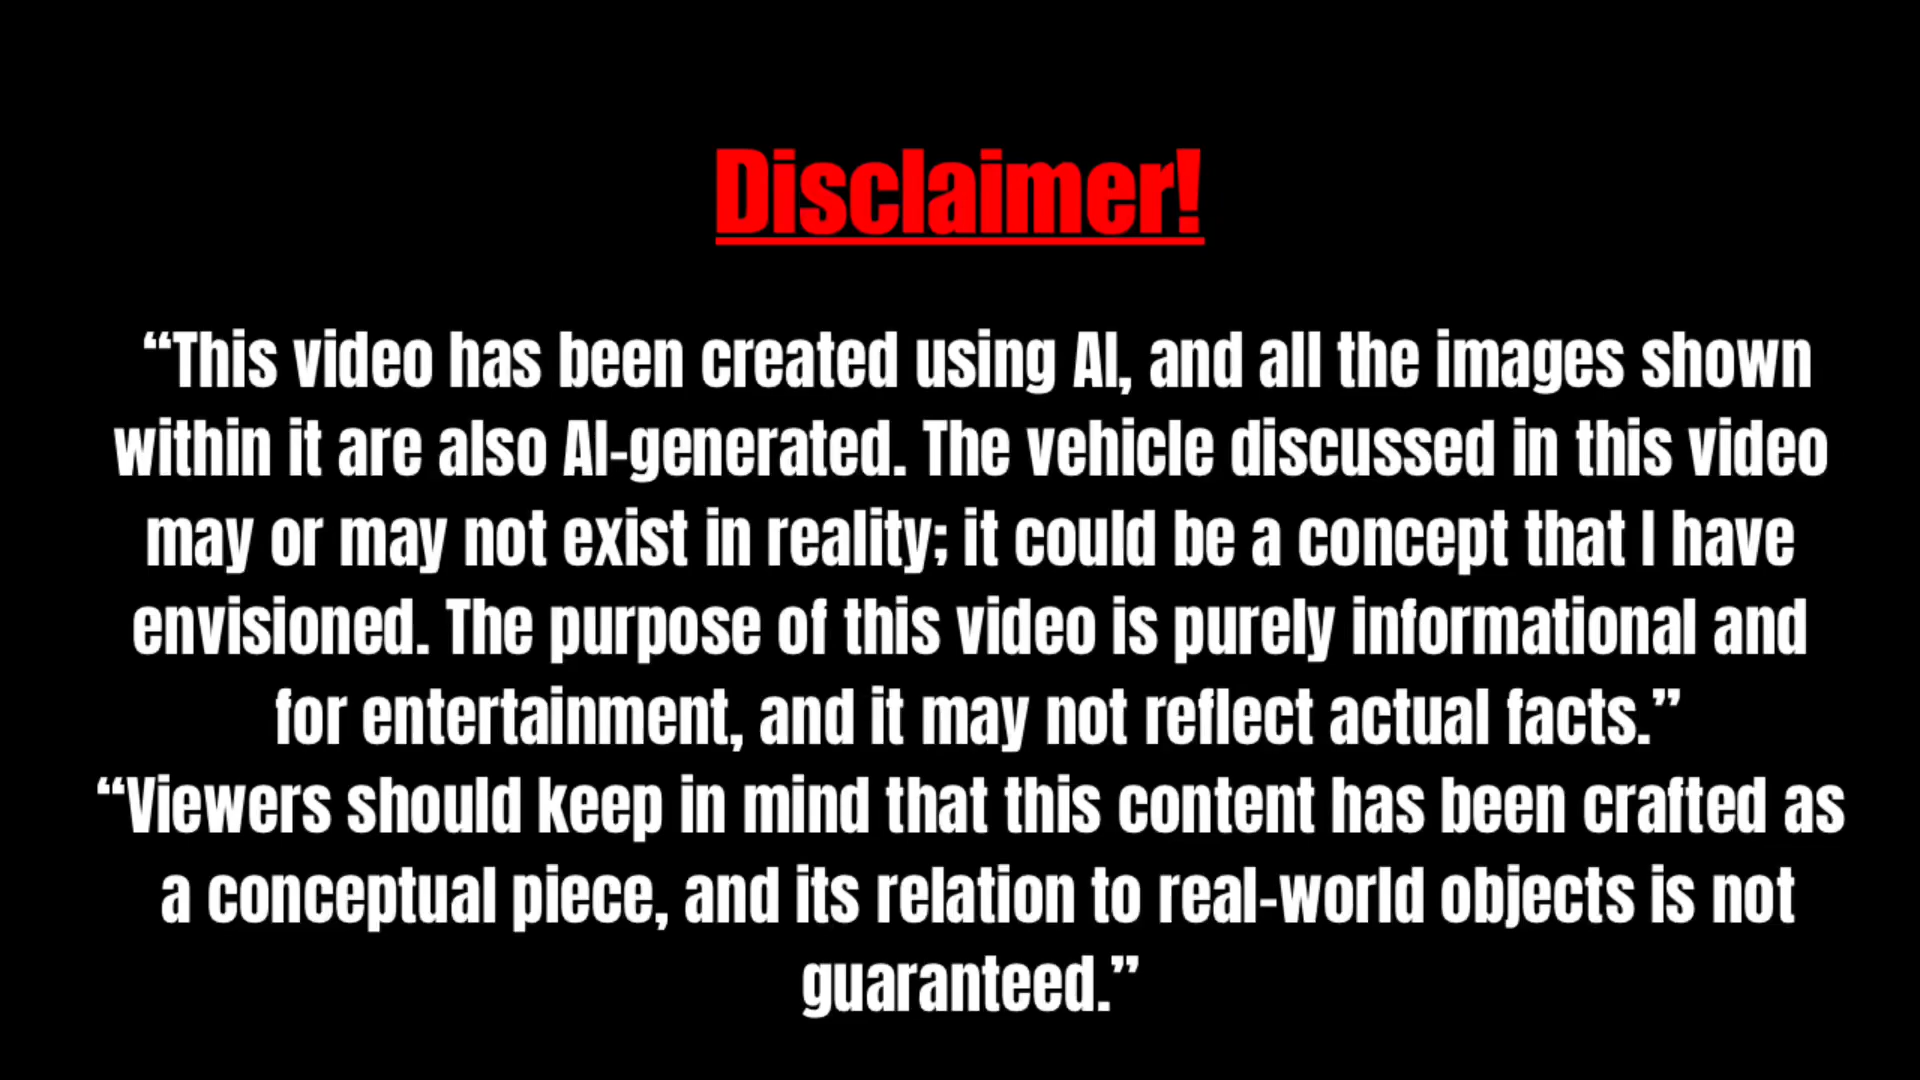 Disclaimer!
“This video has been created using AI, and all the images shown
within it are also AI-generated. The vehicle discussed in this video
may or may not exist in reality; it could be a concept that I have
envisioned. The purpose of this video is purely informational and
for entertainment, and it may not reflect actual facts.”
“Viewers should keep in mind that this content has been crafted as
a conceptual piece, and its relation to real-world objects is not
guaranteed.”